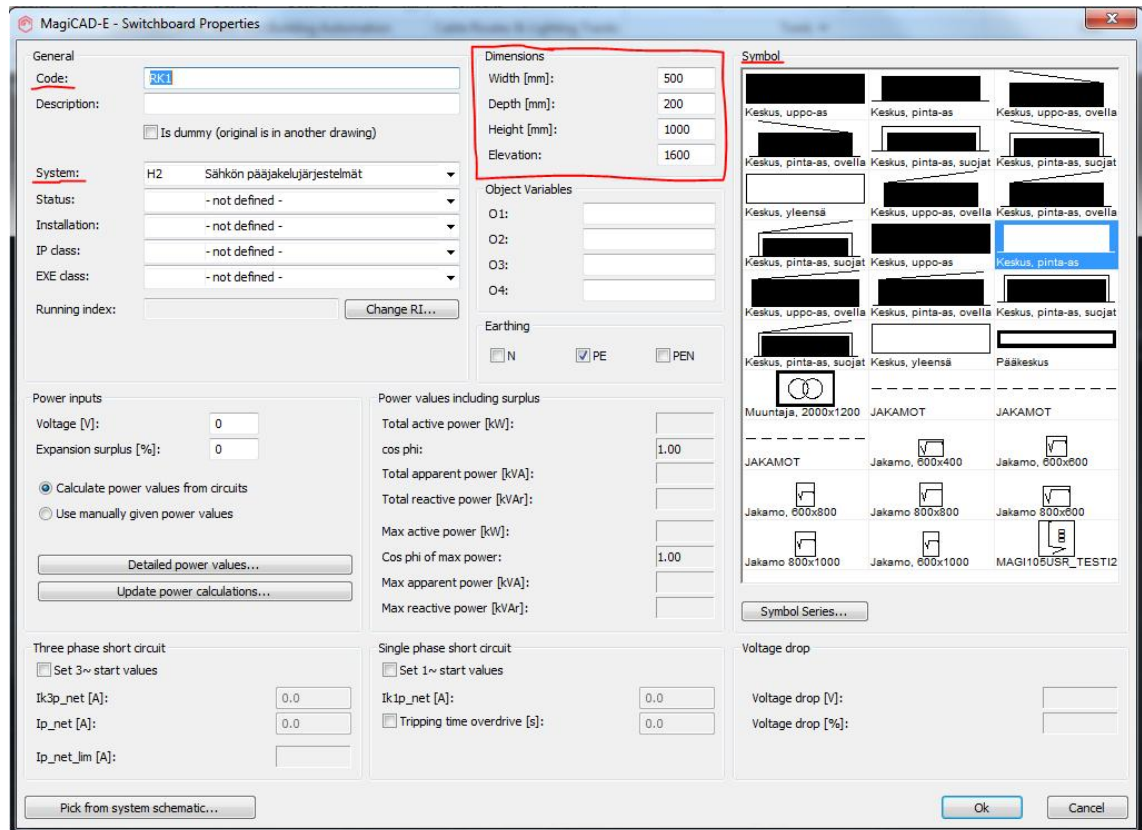 MagiCAD-E - Switchboard Properties
General
Code: RK1
Description:
Is dummy (original is in another drawing)
System: H2 Sähkön pääjakelujärjestelmät
Status: - not defined -
Installation: - not defined -
IP class: - not defined -
EXE class: - not defined -
Running index: Change RI...
Dimensions
Width [mm]: 500
Depth [mm]: 200
Height [mm]: 1000
Elevation: 1600
Object Variables
O1:
O2:
O3:
O4:
Earthing
N PE PEN
Symbol
Keskus, uppo-as Keskus, pinta-as Keskus, uppo-as, ovella
Keskus, pinta-as, ovella Keskus, pinta-as, suojat Keskus, pinta-as, suojat
Keskus, yleensä Keskus, uppo-as, ovella Keskus, pinta-as, ovella
Keskus, pinta-as, suojat Keskus, uppo-as Keskus, pinta-as
Keskus, uppo-as, ovella Keskus, pinta-as, ovella Keskus, pinta-as, suojat
Keskus, pinta-as, suojat Keskus, yleensä Pääkeskus
Muuntaja, 2000x1200 JAKAMOT JAKAMOT
JAKAMOT Jakamo, 600x400 Jakamo, 600x600
Jakamo, 600x800 Jakamo 800x800 Jakamo 800x600
Jakamo 800x1000 Jakamo, 600x1000 MAGI105USR_TESTI2
Symbol Series...
Power inputs
Voltage [V]: 0
Expansion surplus [%]: 0
Calculate power values from circuits
Use manually given power values
Detailed power values...
Update power calculations...
Power values including surplus
Total active power [kW]:
cos phi: 1.00
Total apparent power [kVA]:
Total reactive power [kVAr]:
Max active power [kW]:
Cos phi of max power: 1.00
Max apparent power [kVA]:
Max reactive power [kVAr]:
Three phase short circuit
Set 3~ start values
Ik3p_net [A]: 0.0
Ip_net [A]: 0.0
Ip_net_lim [A]:
Single phase short circuit
Set 1~ start values
Ik1p_net [A]: 0.0
Tripping time overdrive [s]: 0.0
Voltage drop
Voltage drop [V]:
Voltage drop [%]:
Pick from system schematic...
Ok Cancel